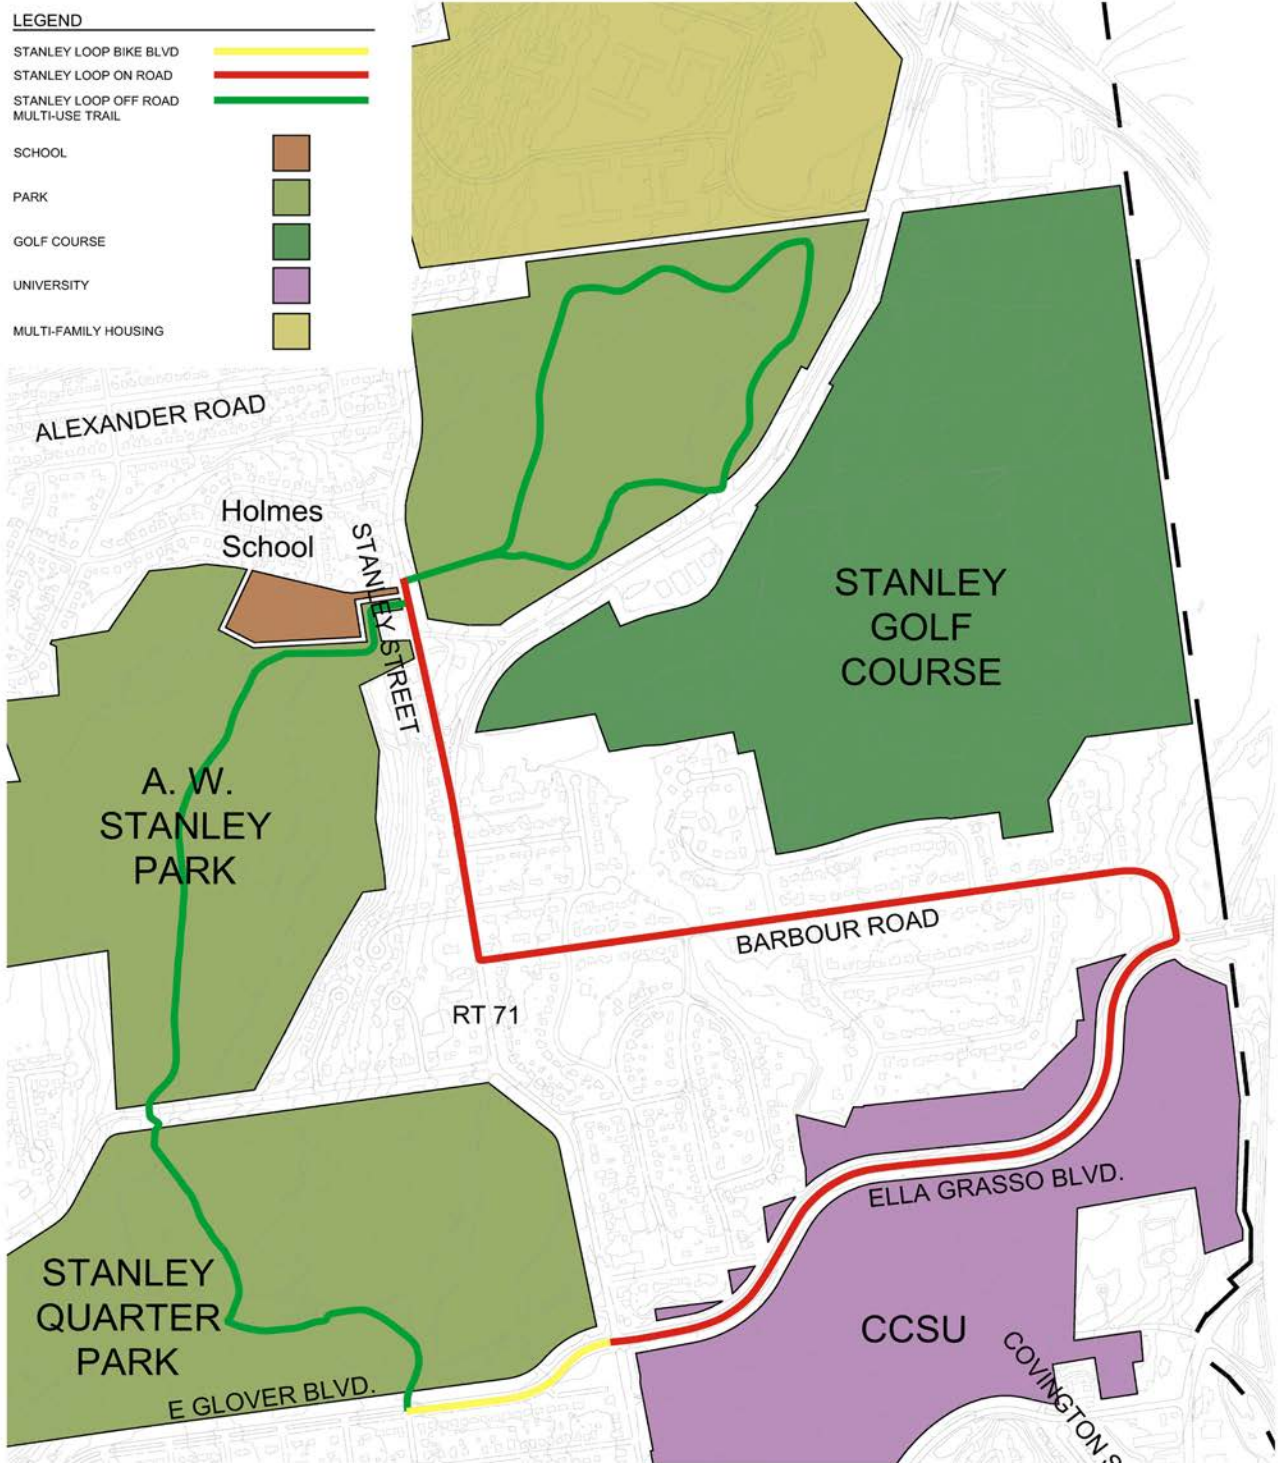 LEGEND
STANLEY LOOP BIKE BLVD
STANLEY LOOP ON ROAD
STANLEY LOOP OFF ROAD
MULTI-USE TRAIL
SCHOOL
PARK
GOLF COURSE
UNIVERSITY
MULTI-FAMILY HOUSING
ALEXANDER ROAD
Holmes
School
STANLEY STREET
STANLEY
GOLF
COURSE
A. W.
STANLEY
PARK
BARBOUR ROAD
RT 71
ELLA GRASSO BLVD.
STANLEY
QUARTER
PARK
CCSU
E GLOVER BLVD.
COVINGTON S